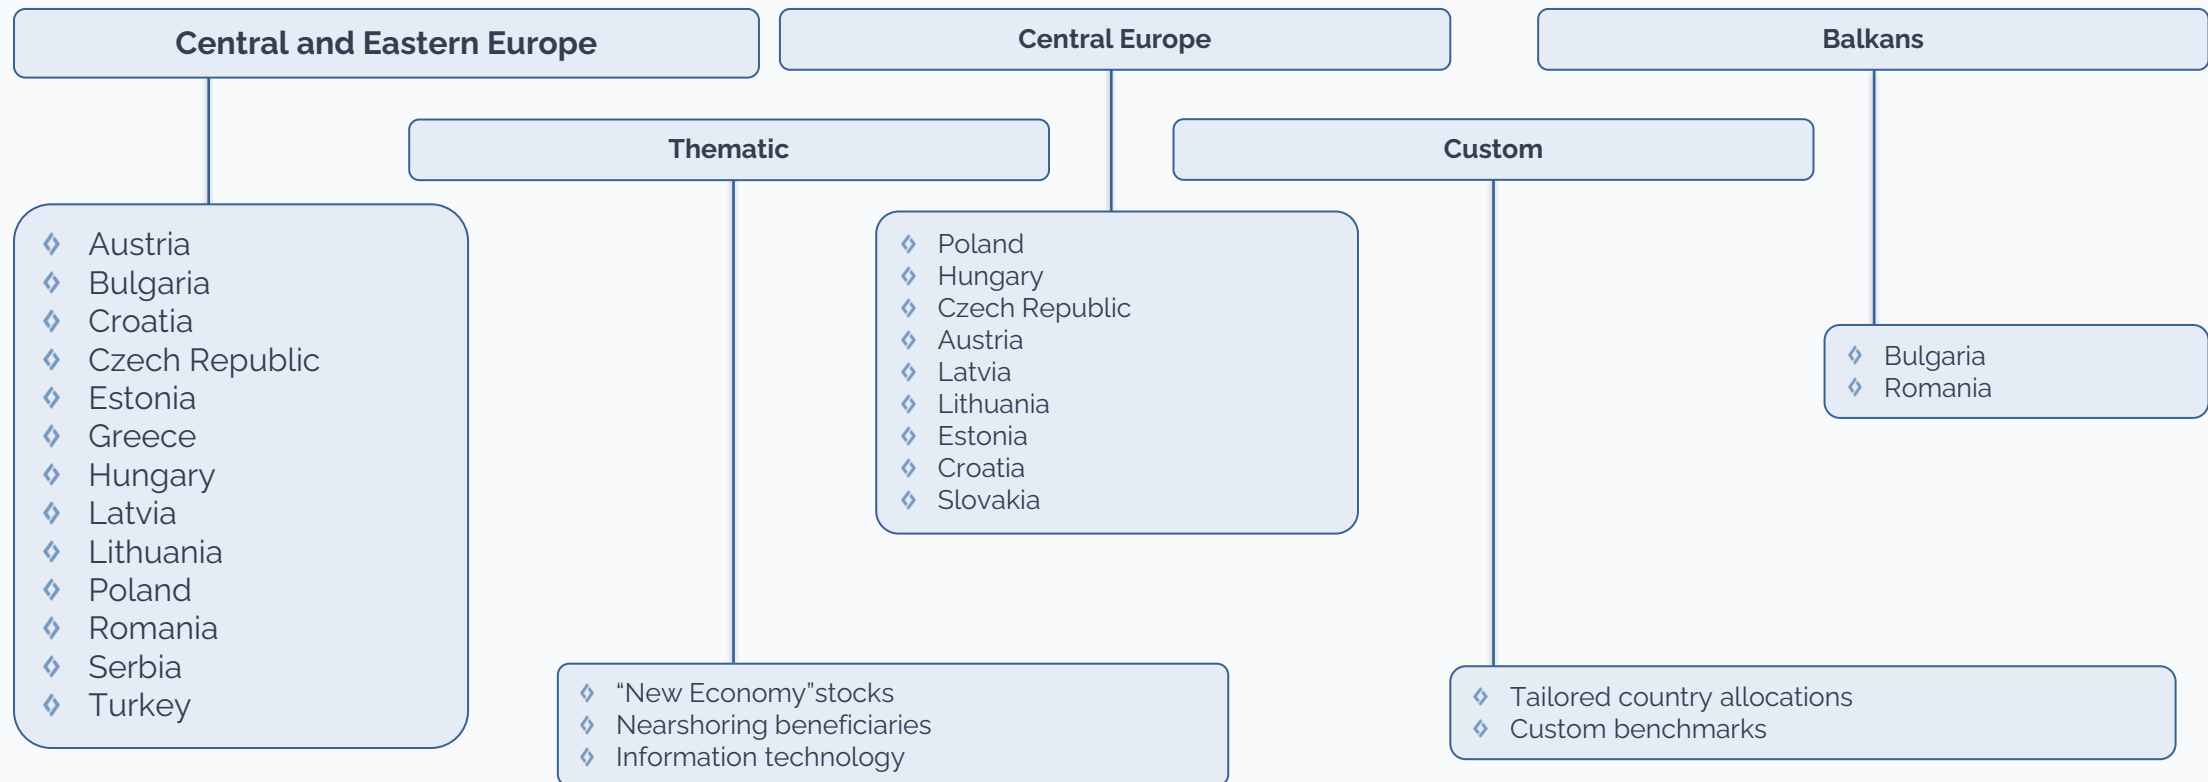 Central and Eastern Europe
Central Europe
Balkans
Thematic
Custom
Austria
Bulgaria
Croatia
Czech Republic
Estonia
Greece
Hungary
Latvia
Lithuania
Poland
Romania
Serbia
Turkey
“New Economy”stocks
Nearshoring beneficiaries
Information technology
Poland
Hungary
Czech Republic
Austria
Latvia
Lithuania
Estonia
Croatia
Slovakia
Tailored country allocations
Custom benchmarks
Bulgaria
Romania